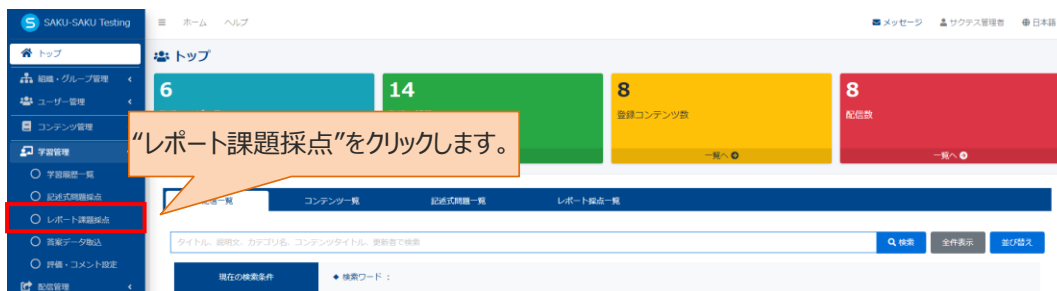 SAKU-SAKU Testing
ホーム ヘルプ
メッセージ サクテス管理者 日本語
トップ
トップ
組織・グループ管理
ユーザー管理
コンテンツ管理
学習管理
学習履歴一覧
記述式問題採点
レポート課題採点
答案データ取込
評価・コメント設定
配信管理
6
14
8
登録コンテンツ数
一覧へ
8
配信数
一覧へ
“レポート課題採点”をクリックします。
一覧 コンテンツ一覧 記述式問題一覧 レポート採点一覧
タイトル、説明文、カテゴリ名、コンテンツタイトル、更新者で検索
検索 全件表示 並び替え
現在の検索条件 ◆ 検索ワード：